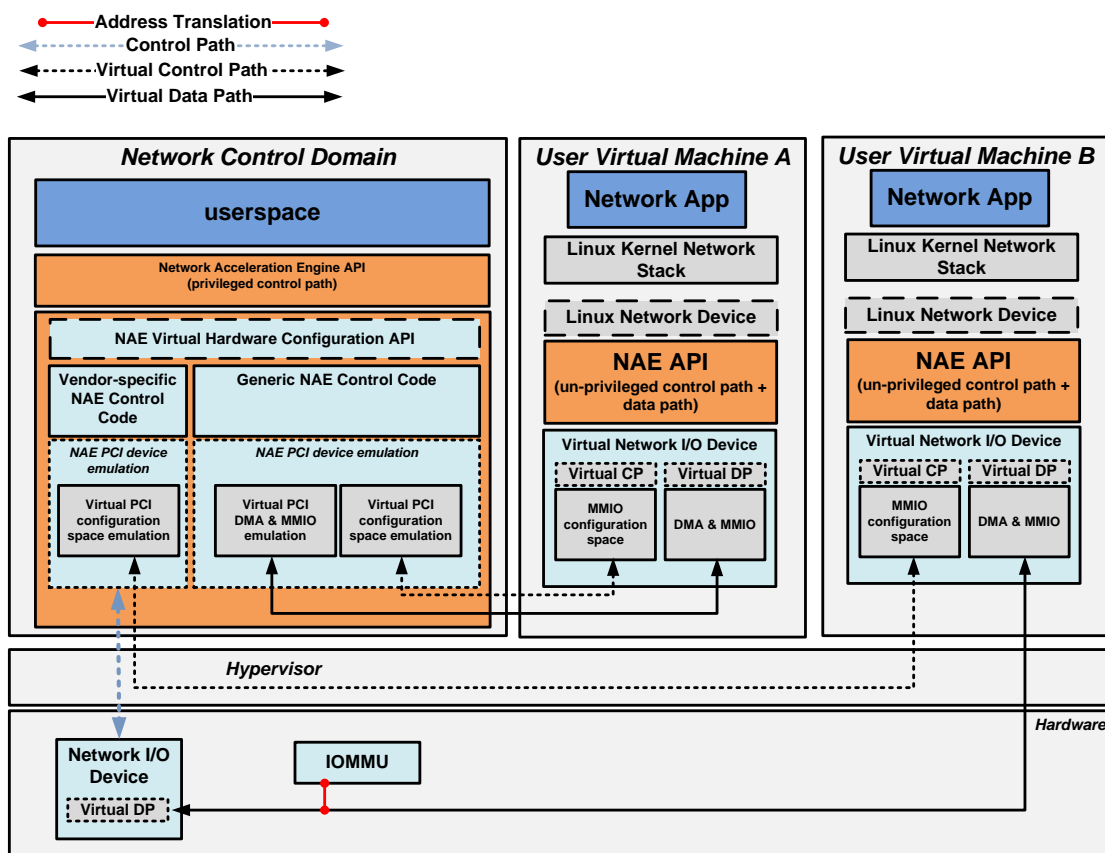 Address Translation
Control Path
Virtual Control Path
Virtual Data Path
Network Control Domain
userspace
Network Acceleration Engine API
(privileged control path)
NAE Virtual Hardware Configuration API
Vendor-specific
NAE Control
Code
Generic NAE Control Code
NAE PCI device
emulation
NAE PCI device emulation
Virtual PCI
configuration
space emulation
Virtual PCI
DMA & MMIO
emulation
Virtual PCI
configuration
space emulation
User Virtual Machine A
Network App
Linux Kernel Network
Stack
Linux Network Device
NAE API
(un-privileged control path +
data path)
Virtual Network I/O Device
Virtual CP
Virtual DP
MMIO
configuration
space
DMA & MMIO
User Virtual Machine B
Network App
Linux Kernel Network
Stack
Linux Network Device
NAE API
(un-privileged control path +
data path)
Virtual Network I/O Device
Virtual CP
Virtual DP
MMIO
configuration
space
DMA & MMIO
Hypervisor
Hardware
Network I/O
Device
Virtual DP
IOMMU